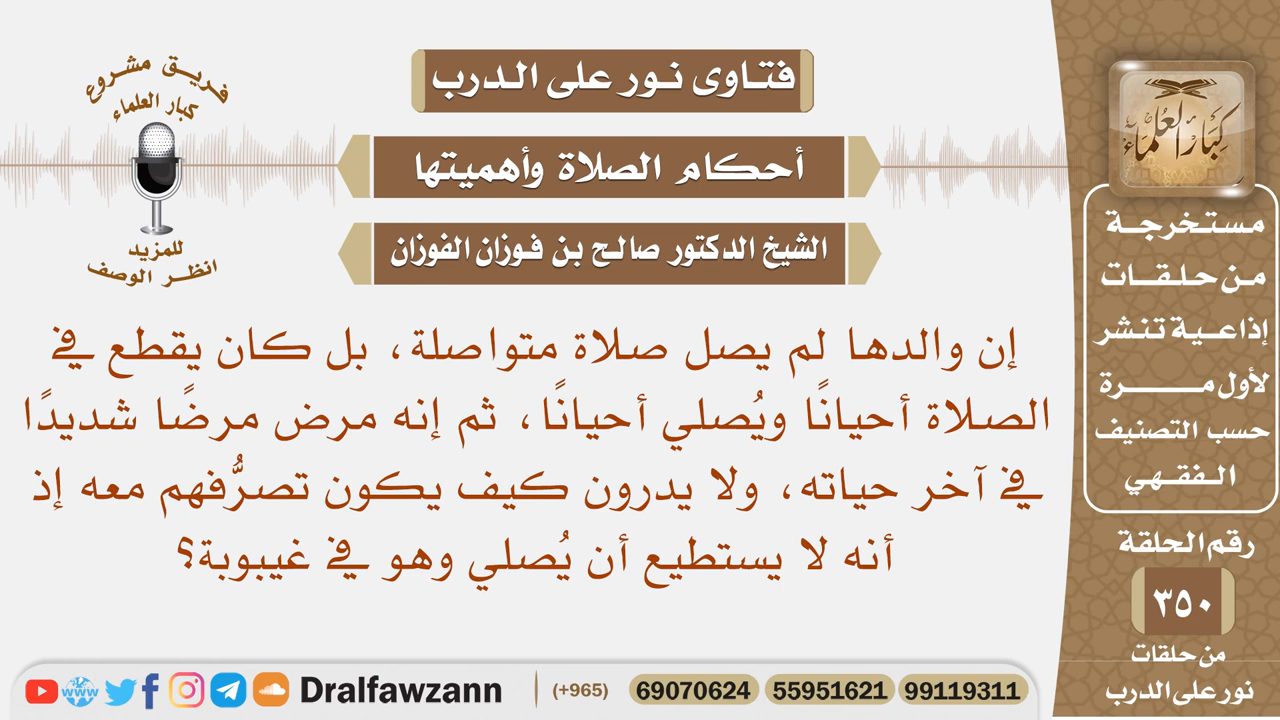 فتاوى نور على الدرب
أحكام الصلاة وأهميتها
الشيخ الدكتور صالح بن فوزان الفوزان
فريق مشروع
كبار العلماء
للمزيد
انظر الوصف
إن والدها لم يصل صلاة متواصلة، بل كان يقطع في
الصلاة أحيانًا ويُصلي أحيانًا، ثم إنه مرض مرضًا شديدًا
في آخر حياته، ولا يدرون كيف يكون تصرُّفهم معه إذ
أنه لا يستطيع أن يُصلي وهو في غيبوبة؟
كبار العلماء
مستخرجة
من حلقات
إذاعية تنشر
لأول مرة
حسب التصنيف
الفقهي
رقم الحلقة
٣٥٠
من حلقات
نور على الدرب
www
Dralfawzann
(+965)
69070624
55951621
99119311